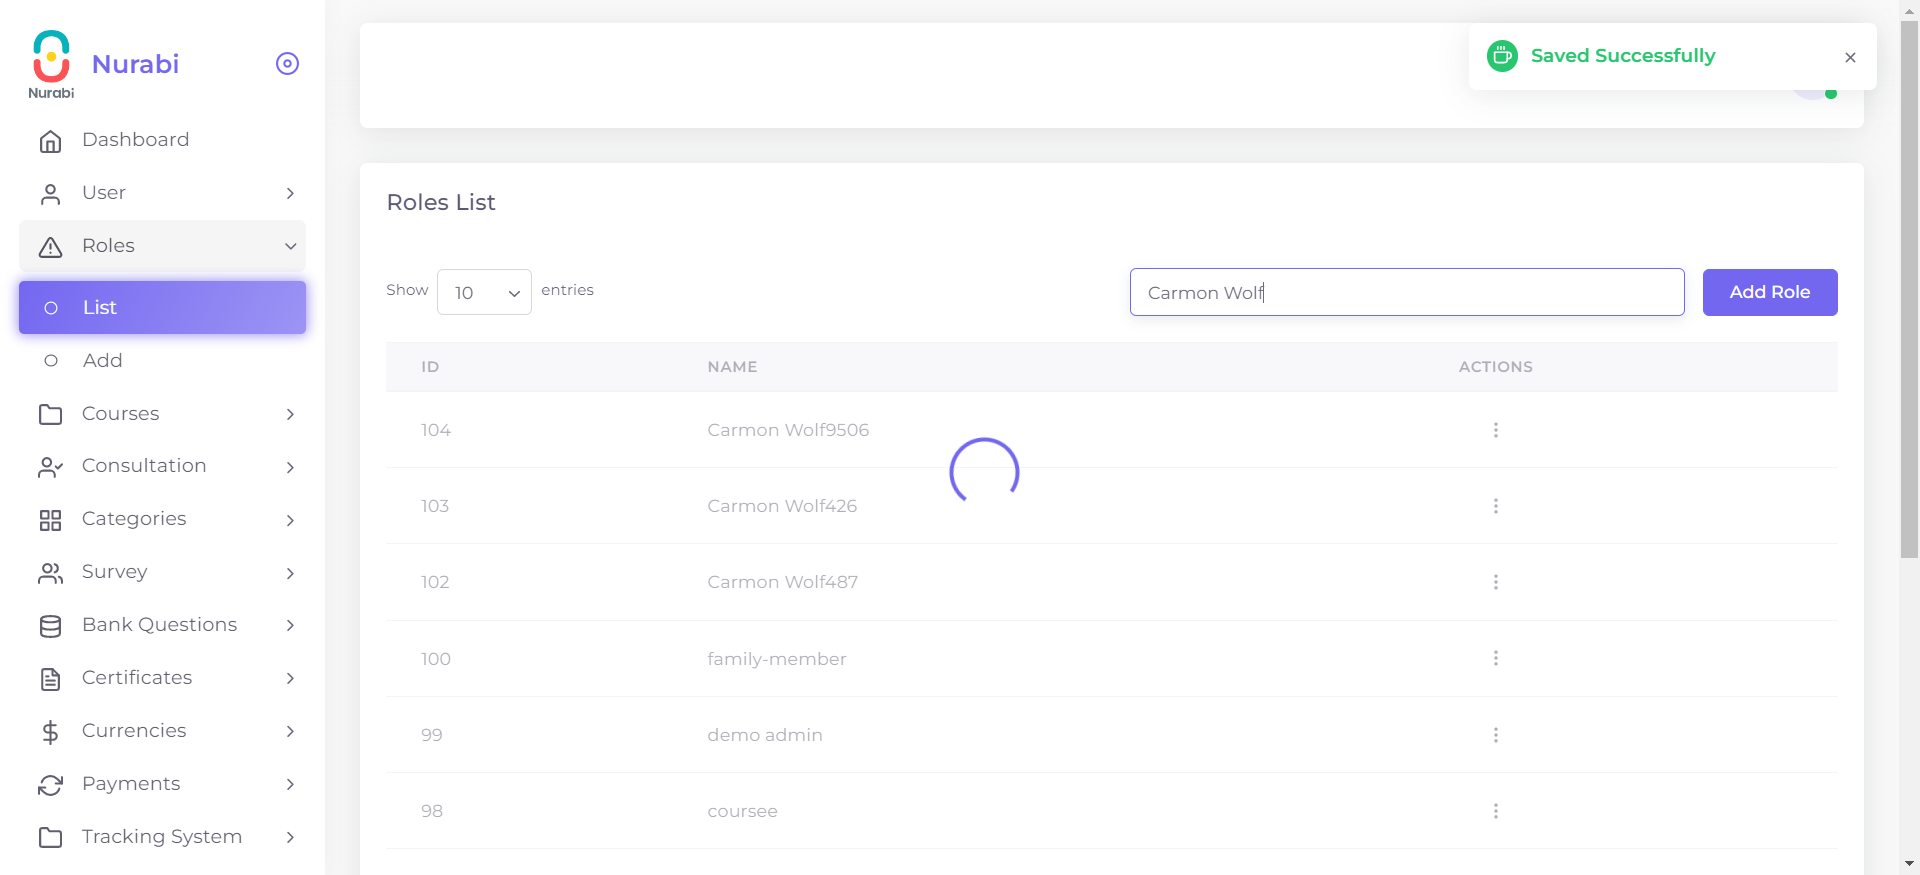 Nurabi
Nurabi
Dashboard
User
Roles
List
Add
Courses
Consultation
Categories
Survey
Bank Questions
Certificates
Currencies
Payments
Tracking System
Saved Successfully
Roles List
Show 10 entries
Carmon Wolf
Add Role
ID NAME ACTIONS
104 Carmon Wolf9506
103 Carmon Wolf426
102 Carmon Wolf487
100 family-member
99 demo admin
98 coursee